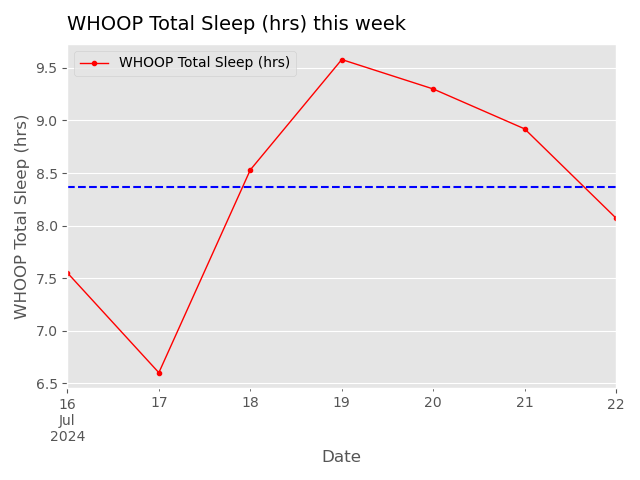 WHOOP Total Sleep (hrs) this week
WHOOP Total Sleep (hrs)
WHOOP Total Sleep (hrs)
9.5
9.0
8.5
8.0
7.5
7.0
6.5
16 17 18 19 20 21 22
Jul
2024
Date